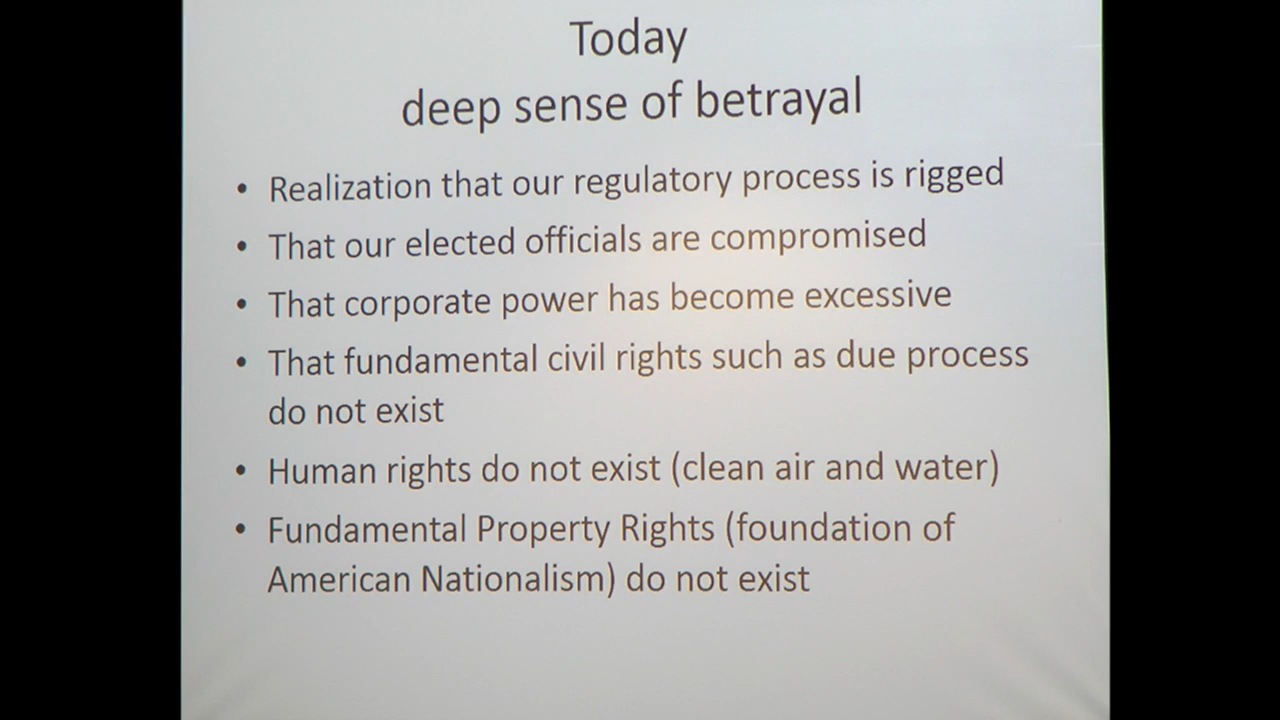 Today
deep sense of betrayal
• Realization that our regulatory process is rigged
• That our elected officials are compromised
• That corporate power has become excessive
• That fundamental civil rights such as due process
do not exist
• Human rights do not exist (clean air and water)
• Fundamental Property Rights (foundation of
American Nationalism) do not exist